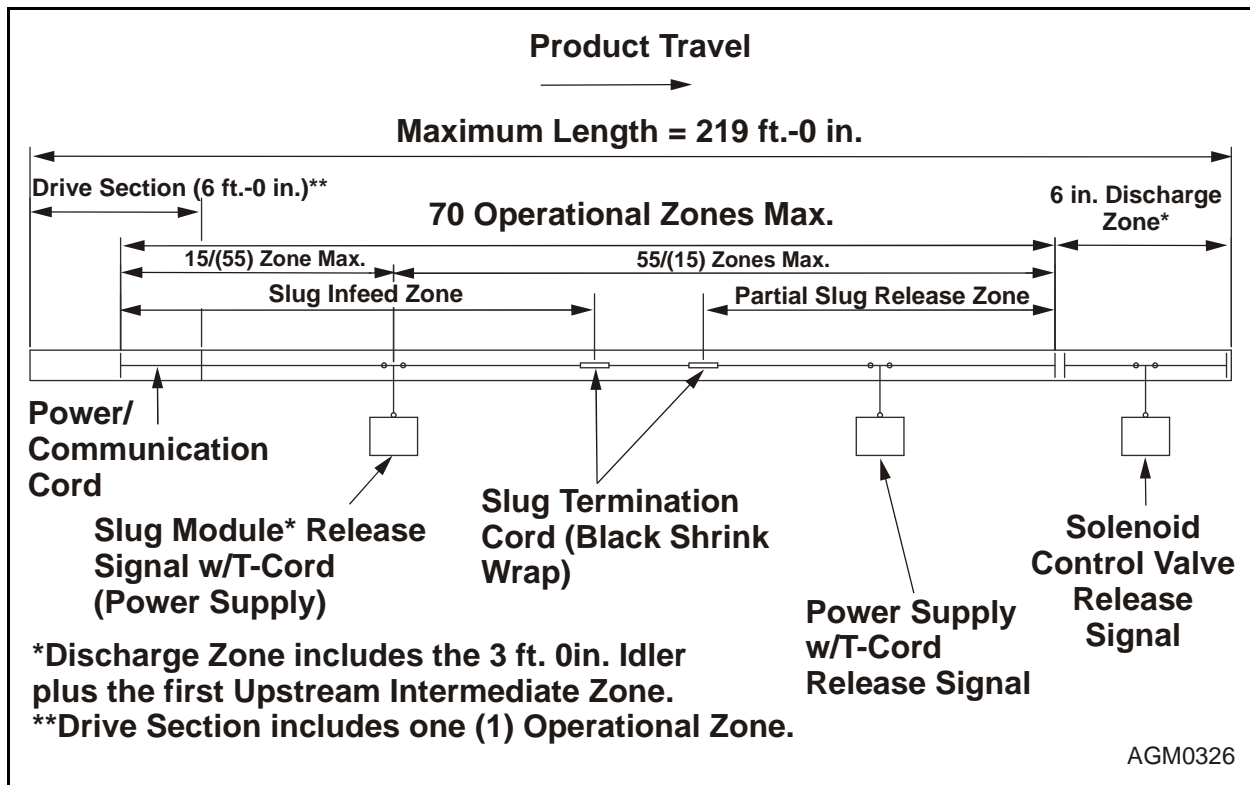 Product Travel
Maximum Length = 219 ft.-0 in.
Drive Section (6 ft.-0 in.)**
70 Operational Zones Max.
6 in. Discharge
Zone*
15/(55) Zone Max.
55/(15) Zones Max.
Slug Infeed Zone
Partial Slug Release Zone
Power/
Communication
Cord
Slug Module* Release
Signal w/T-Cord
(Power Supply)
Slug Termination
Cord (Black Shrink
Wrap)
Power Supply
w/T-Cord
Release Signal
Solenoid
Control Valve
Release
Signal
*Discharge Zone includes the 3 ft. 0in. Idler
plus the first Upstream Intermediate Zone.
**Drive Section includes one (1) Operational Zone.
AGM0326